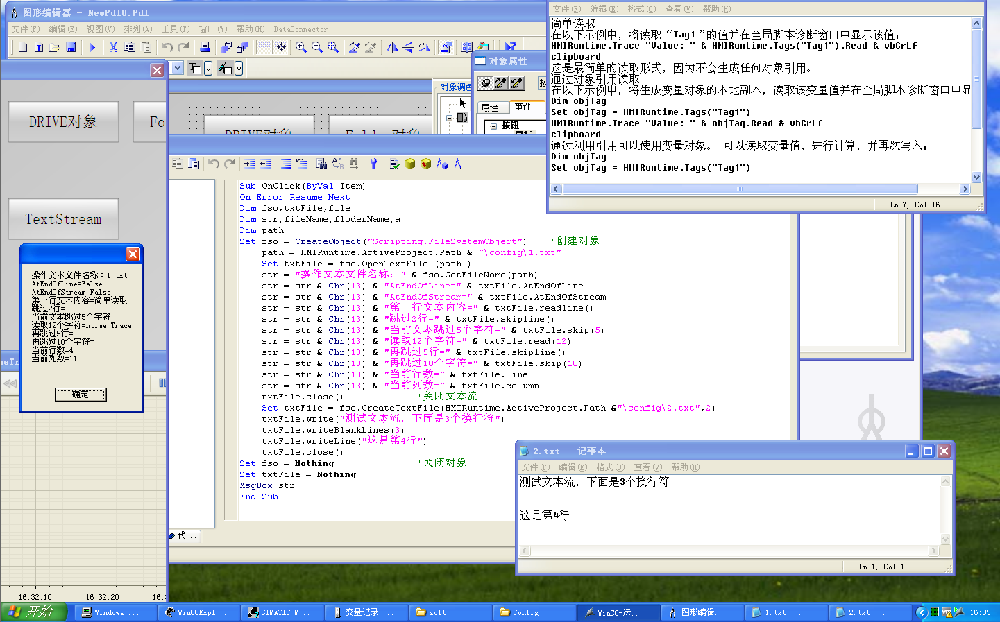 图形编辑器 - NewPdl0.Pdl
文件(F) 编辑(E) 视图(V) 排列(A) 工具(T) 窗口(W) 帮助(H) DataConnector
对象调色
对象属性
属性 事件
按钮
DRIVE对象
TextStream
操作文本文件名称：1.txt
AtEndOfLine=False
AtEndOfStream=False
第一行文本内容=简单读取
跳过2行=
当前文本跳过5个字符=
读取12个字符=ntime.Trace
再跳过5行=
再跳过10个字符=
当前行数=4
当前列数=11
确定
16:32:10 16:32:20 16:3
Sub OnClick(ByVal Item)
On Error Resume Next
Dim fso,txtFile,file
Dim str,fileName,floderName,a
Dim path
Set fso = CreateObject("Scripting.FileSystemObject") '创建对象
path = HMIRuntime.ActiveProject.Path & "\config\1.txt"
Set txtFile = fso.OpenTextFile (path )
str = "操作文本文件名称：" & fso.GetFileName(path)
str = str & Chr(13) & "AtEndOfLine=" & txtFile.AtEndOfLine
str = str & Chr(13) & "AtEndOfStream=" & txtFile.AtEndOfStream
str = str & Chr(13) & "第一行文本内容=" & txtFile.readline()
str = str & Chr(13) & "跳过2行=" & txtFile.skipline()
str = str & Chr(13) & "当前文本跳过5个字符=" & txtFile.skip(5)
str = str & Chr(13) & "读取12个字符=" & txtFile.read(12)
str = str & Chr(13) & "再跳过5行=" & txtFile.skipline()
str = str & Chr(13) & "再跳过10个字符=" & txtFile.skip(10)
str = str & Chr(13) & "当前行数=" & txtFile.line
str = str & Chr(13) & "当前列数=" & txtFile.column
txtFile.close() '关闭文本流
Set txtFile = fso.CreateTextFile(HMIRuntime.ActiveProject.Path &"\config\2.txt",2)
txtFile.write("测试文本流，下面是3个换行符")
txtFile.writeBlankLines(3)
txtFile.writeLine("这是第4行")
txtFile.close()
Set fso = Nothing '关闭对象
Set txtFile = Nothing
MsgBox str
End Sub
代...
文件(F) 编辑(E) 格式(O) 查看(V) 帮助(H)
简单读取
在以下示例中，将读取“Tag1 ”的值并在全局脚本诊断窗口中显示该值：
HMIRuntime.Trace "Value: " & HMIRuntime.Tags("Tag1").Read & vbCrLf
clipboard
这是最简单的读取形式，因为不会生成任何对象引用。
通过对象引用读取
在以下示例中，将生成变量对象的本地副本，读取该变量值并在全局脚本诊断窗口中显
Dim objTag
Set objTag = HMIRuntime.Tags("Tag1")
HMIRuntime.Trace "Value: " & objTag.Read & vbCrLf
clipboard
通过利用引用可以使用变量对象。 可以读取变量值，进行计算，并再次写入：
Dim objTag
Set objTag = HMIRuntime.Tags("Tag1")
Ln 7, Col 16
2.txt - 记事本
文件(F) 编辑(E) 格式(O) 查看(V) 帮助(H)
测试文本流，下面是3个换行符
这是第4行
Ln 1, Col 1
开始 Windows ... WinCCExpl... SIMATIC M... 变量记录 ... soft Config WinCC-运... 图形编辑... 1.txt - ... 2.txt - ... 16:35